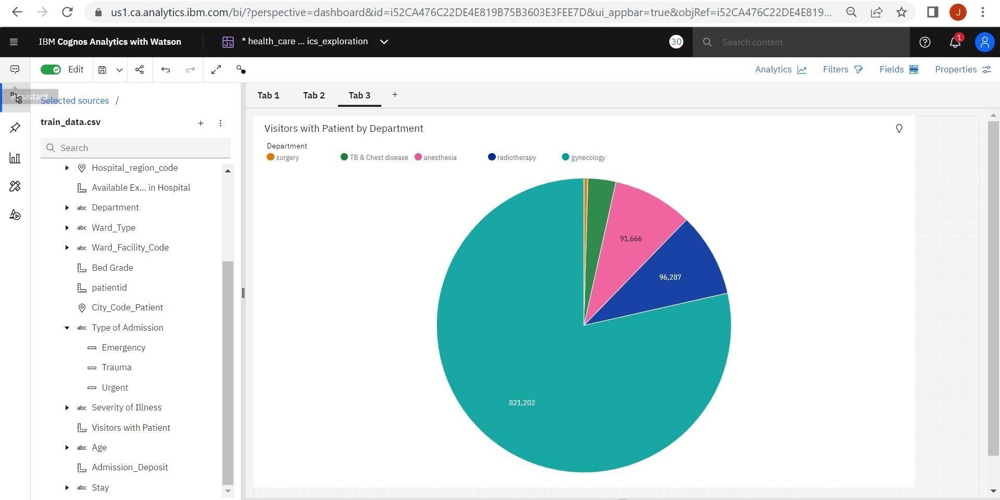 us1.ca.analytics.ibm.com/bi/?perspective=dashboard&id=i52CA476C22DE4E819B75B3603E3FEE7D&ui_appbar=true&objRef=i52CA476C22DE4E819...
J
IBM Cognos Analytics with Watson
* health_care ... ics_exploration
30
Search content
1
Edit
Analytics
Filters
Fields
Properties
Assistant
Selected sources /
Tab 1
Tab 2
Tab 3
train_data.csv
Search
Hospital_region_code
Available Ex... in Hospital
abc Department
abc Ward_Type
abc Ward_Facility_Code
Bed Grade
patientid
City_Code_Patient
abc Type of Admission
Emergency
Trauma
Urgent
abc Severity of Illness
Visitors with Patient
abc Age
Admission_Deposit
abc Stay
Visitors with Patient by Department
Department
surgery
TB & Chest disease
anesthesia
radiotherapy
gynecology
91,666
96,287
821,202